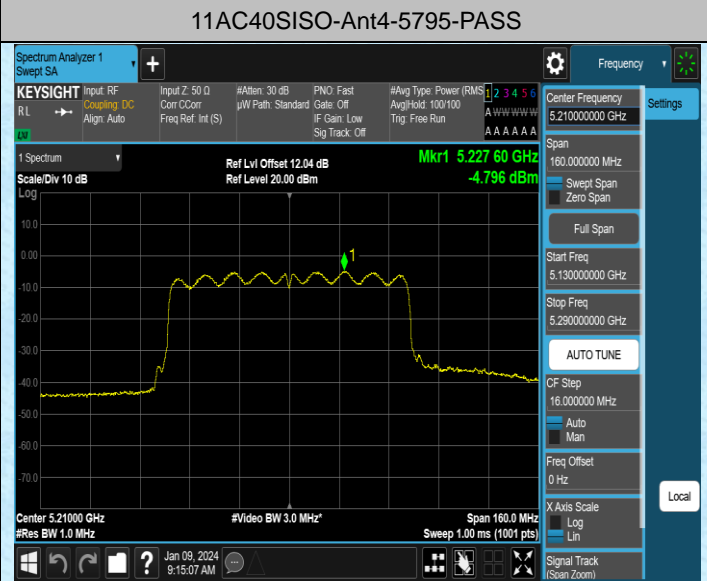 11AC40SISO-Ant4-5795-PASS
Spectrum Analyzer 1
Swept SA
Frequency
KEYSIGHT
RL
Input: RF
Coupling: DC
Align: Auto
Input Z: 50 Ω
Corr CCorr
Freq Ref: Int (S)
#Atten: 30 dB
µW Path: Standard
PNO: Fast
Gate: Off
IF Gain: Low
Sig Track: Off
#Avg Type: Power (RMS
Avg|Hold: 100/100
Trig: Free Run
1 2 3 4 5 6
A W W W W W
A A A A A A
Settings
Center Frequency
5.210000000 GHz
Span
160.000000 MHz
Swept Span
Zero Span
Full Span
Start Freq
5.130000000 GHz
Stop Freq
5.290000000 GHz
AUTO TUNE
CF Step
16.000000 MHz
Auto
Man
Freq Offset
0 Hz
X Axis Scale
Log
Lin
Signal Track
(Span Zoom)
Local
1 Spectrum
Scale/Div 10 dB
Log
Ref Lvl Offset 12.04 dB
Ref Level 20.00 dBm
Mkr1 5.227 60 GHz
-4.796 dBm
10.0
0.00
-10.0
-20.0
-30.0
-40.0
-50.0
-60.0
-70.0
1
Center 5.21000 GHz
#Res BW 1.0 MHz
#Video BW 3.0 MHz*
Span 160.0 MHz
Sweep 1.00 ms (1001 pts)
?
Jan 09, 2024
9:15:07 AM